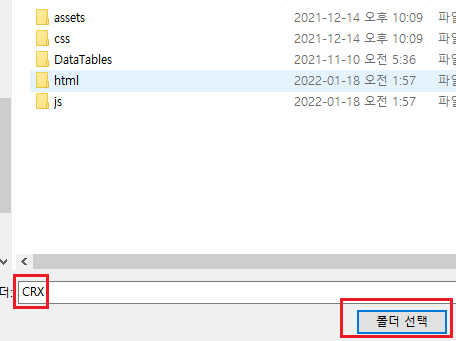 assets 2021-12-14 오후 10:09 파일
css 2021-12-14 오후 10:09 파일
DataTables 2021-11-10 오전 5:36 파일
html 2022-01-18 오전 1:57 파일
js 2022-01-18 오전 1:57 파일
더: CRX
폴더 선택